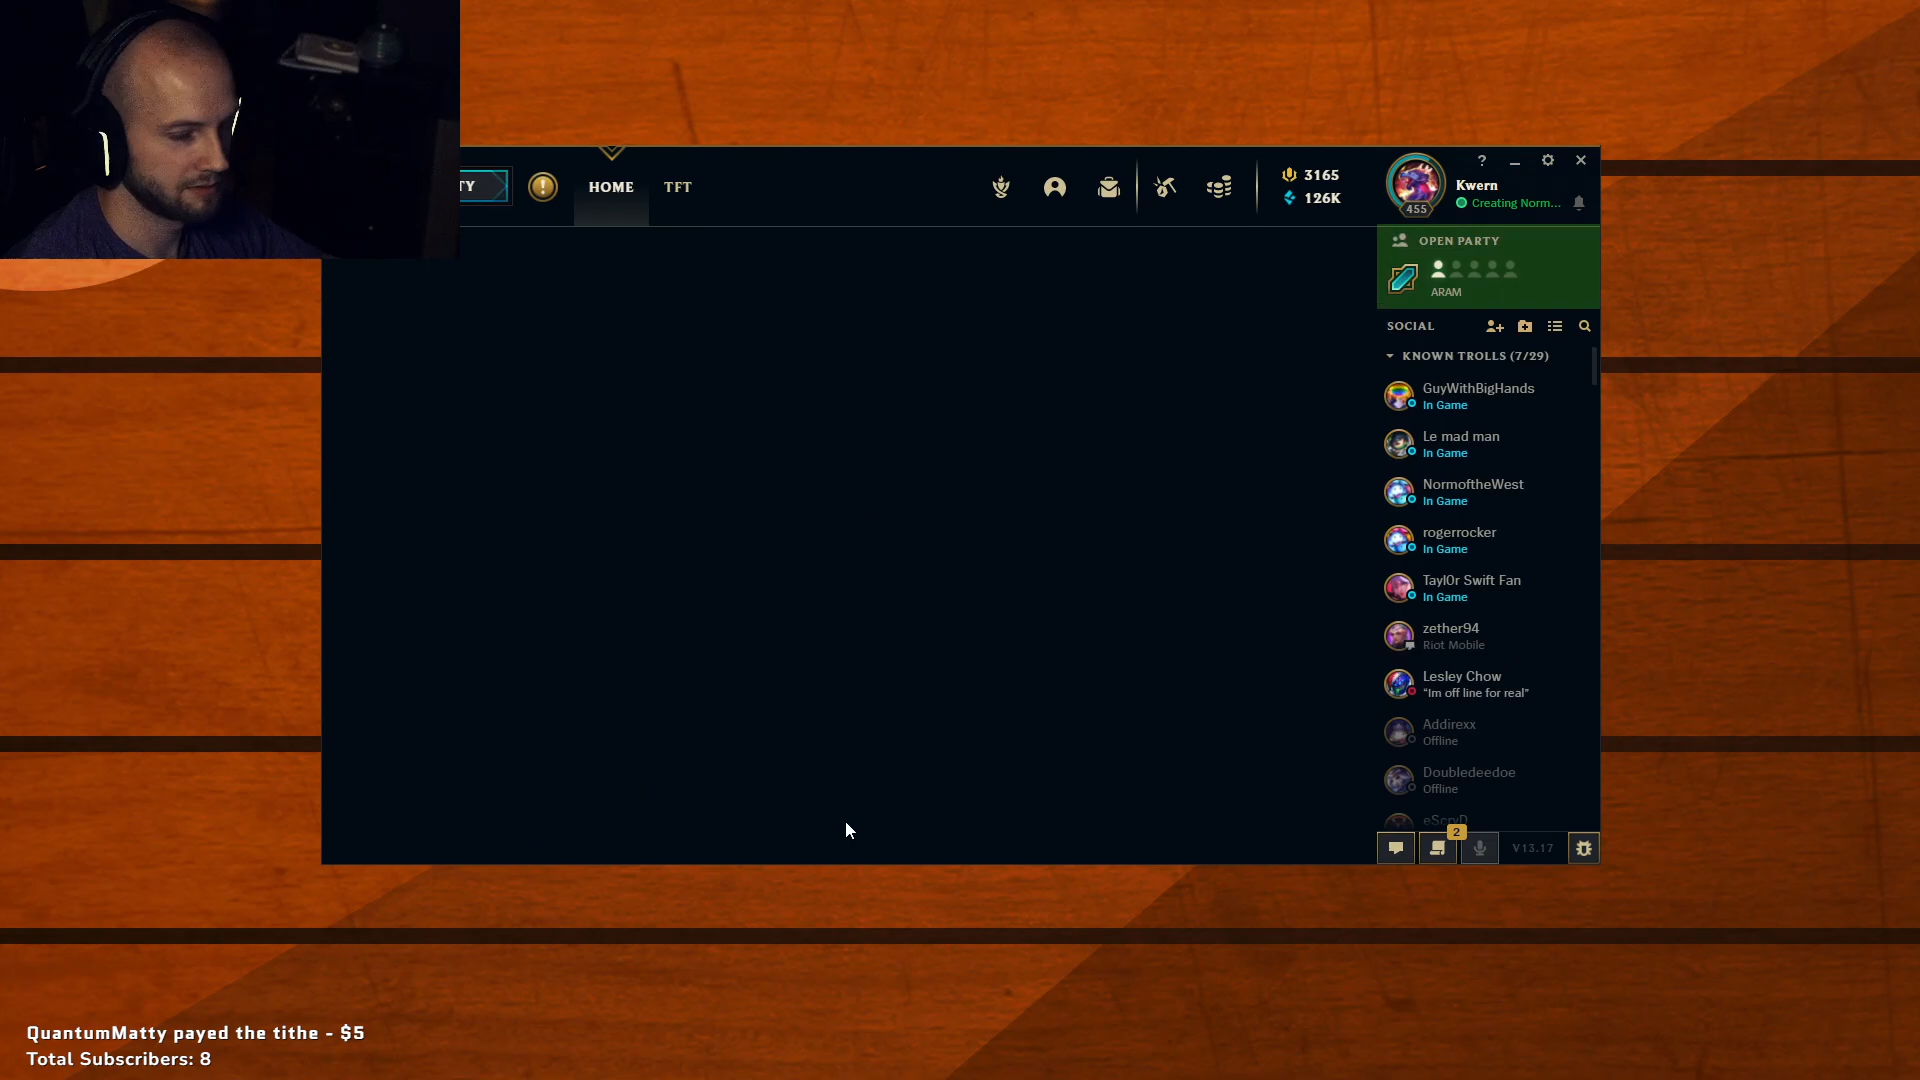 TY
!
HOME
TFT
3165
126K
?
Kwern
Creating Norm...
455
OPEN PARTY
ARAM
SOCIAL
KNOWN TROLLS (7/29)
GuyWithBigHands
In Game
Le mad man
In Game
NormoftheWest
In Game
rogerrocker
In Game
Tayl0r Swift Fan
In Game
zether94
Riot Mobile
Lesley Chow
“Im off line for real”
Addirexx
Offline
Doubledeedoe
Offline
eScryD
2
V13.17
QuantumMatty payed the tithe - $5
Total Subscribers: 8